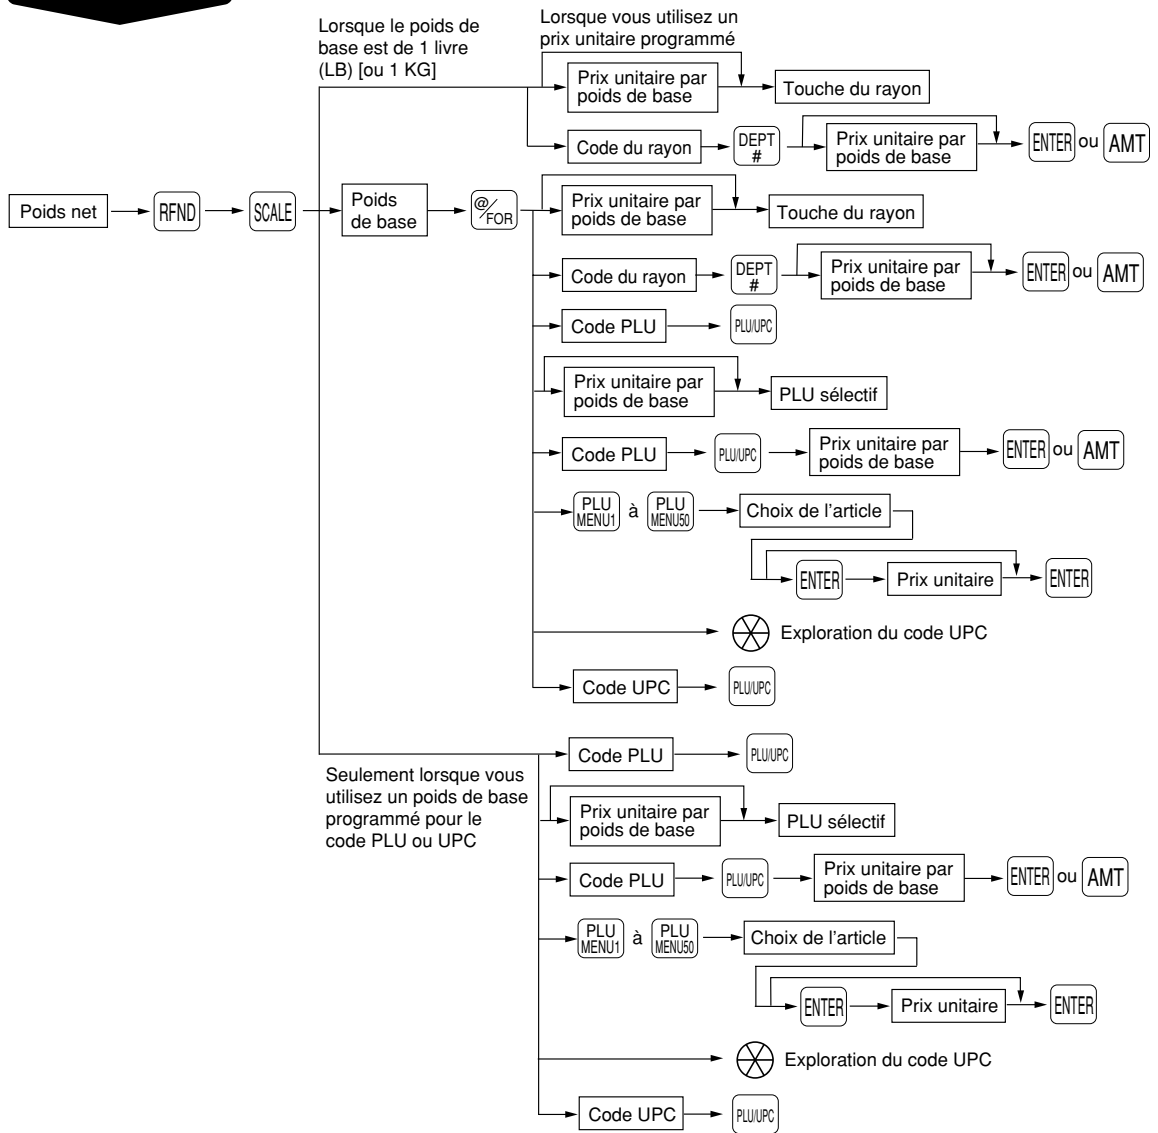 Lorsque le poids de
base est de 1 livre
(LB) [ou 1 KG]
Lorsque vous utilisez un
prix unitaire programmé
Prix unitaire par
poids de base
Touche du rayon
Code du rayon
DEPT
#
Prix unitaire par
poids de base
ENTER ou AMT
Poids net
RFND
SCALE
Poids
de base
@/FOR
Prix unitaire par
poids de base
Touche du rayon
Code du rayon
DEPT
#
Prix unitaire par
poids de base
ENTER ou AMT
Code PLU
PLU/UPC
Prix unitaire par
poids de base
PLU sélectif
Code PLU
PLU/UPC
Prix unitaire par
poids de base
ENTER ou AMT
PLU
MENU1
à
PLU
MENU50
Choix de l'article
ENTER
Prix unitaire
ENTER
Exploration du code UPC
Code UPC
PLU/UPC
Seulement lorsque vous
utilisez un poids de base
programmé pour le
code PLU ou UPC
Code PLU
PLU/UPC
Prix unitaire par
poids de base
PLU sélectif
Code PLU
PLU/UPC
Prix unitaire par
poids de base
ENTER ou AMT
PLU
MENU1
à
PLU
MENU50
Choix de l'article
ENTER
Prix unitaire
ENTER
Exploration du code UPC
Code UPC
PLU/UPC